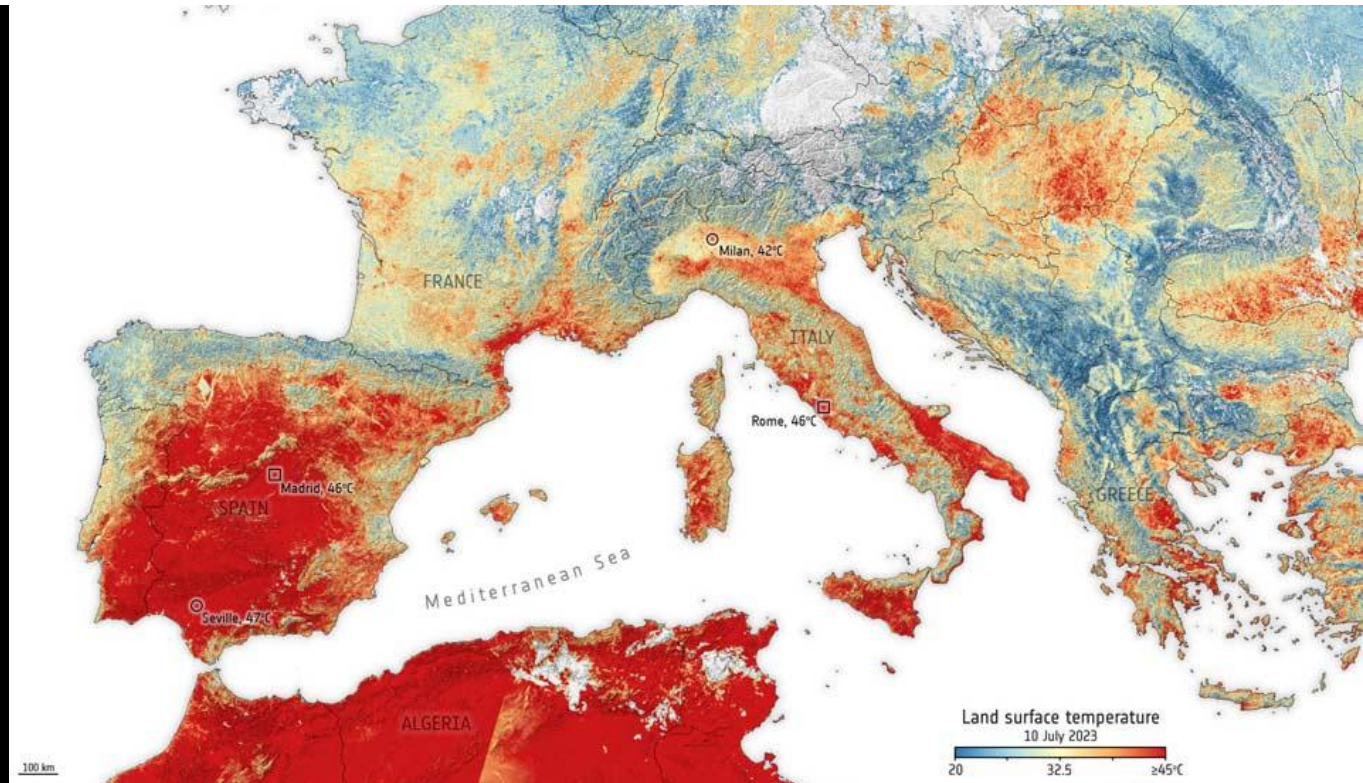 Milan, 42°C
FRANCE
ITALY
Rome, 46°C
Madrid, 46°C
SPAIN
GREECE
Mediterranean Sea
Seville, 47°C
ALGERIA
Land surface temperature
10 July 2023
20 32.5 ≥45°C
100 km